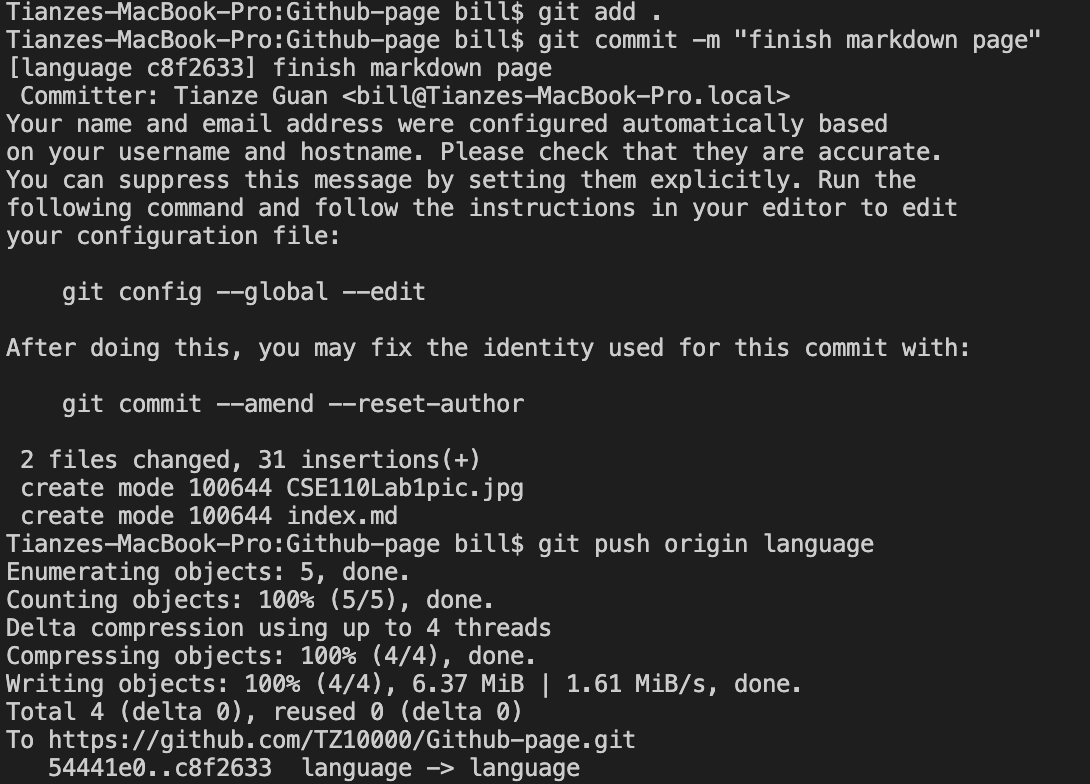 Tianzes-MacBook-Pro:Github-page bill$ git add .
Tianzes-MacBook-Pro:Github-page bill$ git commit -m "finish markdown page"
[language c8f2633] finish markdown page
 Committer: Tianze Guan <bill@Tianzes-MacBook-Pro.local>
Your name and email address were configured automatically based
on your username and hostname. Please check that they are accurate.
You can suppress this message by setting them explicitly. Run the
following command and follow the instructions in your editor to edit
your configuration file:

    git config --global --edit

After doing this, you may fix the identity used for this commit with:

    git commit --amend --reset-author

 2 files changed, 31 insertions(+)
 create mode 100644 CSE110Lab1pic.jpg
 create mode 100644 index.md
Tianzes-MacBook-Pro:Github-page bill$ git push origin language
Enumerating objects: 5, done.
Counting objects: 100% (5/5), done.
Delta compression using up to 4 threads
Compressing objects: 100% (4/4), done.
Writing objects: 100% (4/4), 6.37 MiB | 1.61 MiB/s, done.
Total 4 (delta 0), reused 0 (delta 0)
To https://github.com/TZ10000/Github-page.git
   54441e0..c8f2633  language -> language